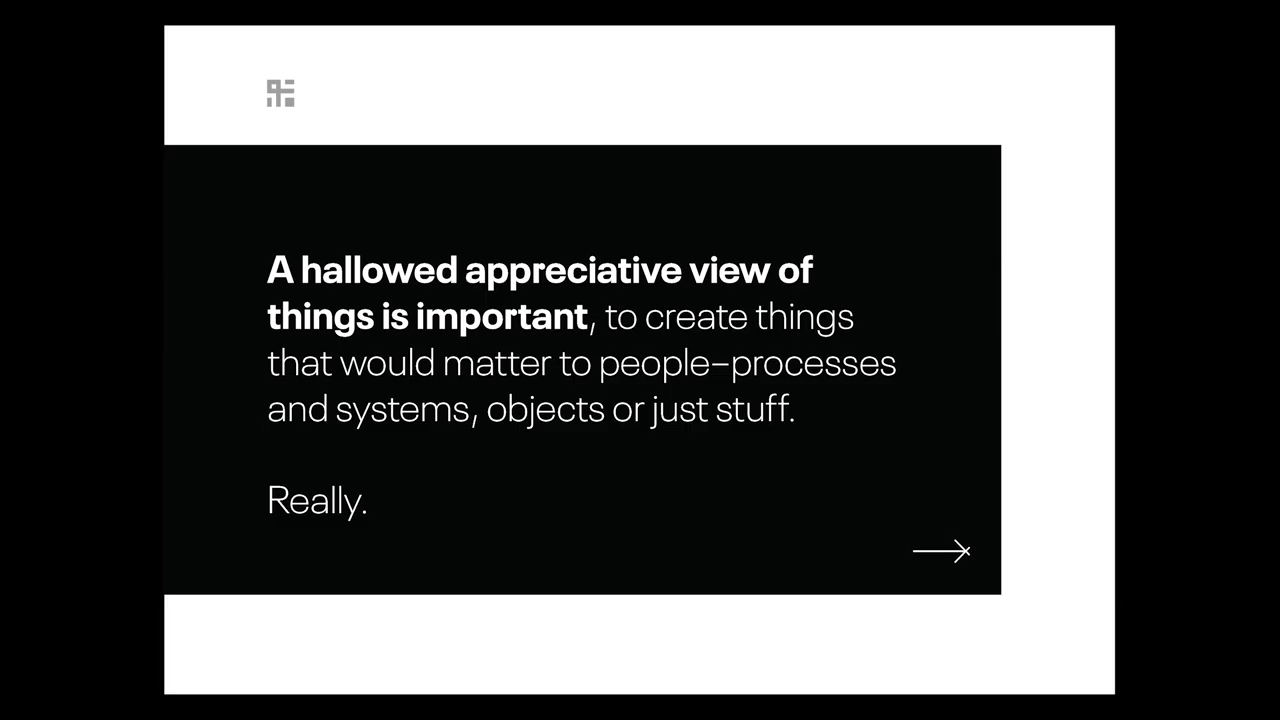 A hallowed appreciative view of
things is important, to create things
that would matter to people–processes
and systems, objects or just stuff.
Really.